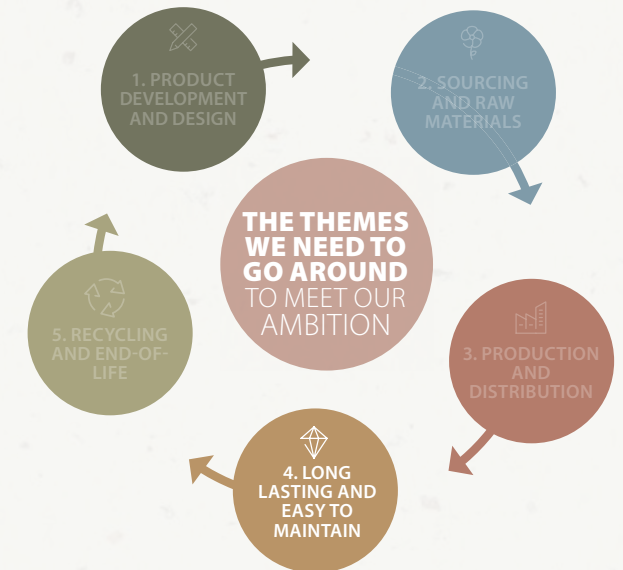 1. PRODUCT
DEVELOPMENT
AND DESIGN
2. SOURCING
AND RAW
MATERIALS
THE THEMES
WE NEED TO
GO AROUND
TO MEET OUR
AMBITION
3. PRODUCTION
AND
DISTRIBUTION
4. LONG
LASTING AND
EASY TO
MAINTAIN
5. RECYCLING
AND END-OF-
LIFE